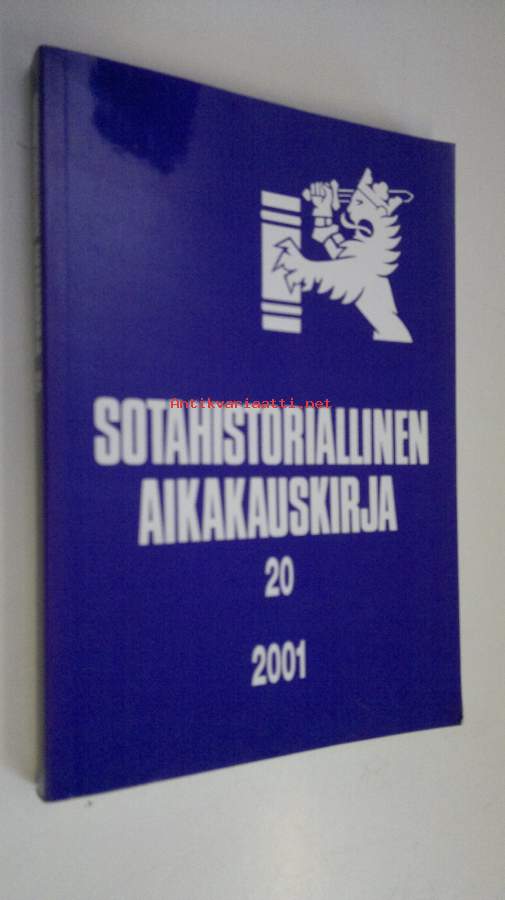 Antikvariaatti.net
SOTAHISTORIALLINEN
AIKAKAUSKIRJA
20
2001